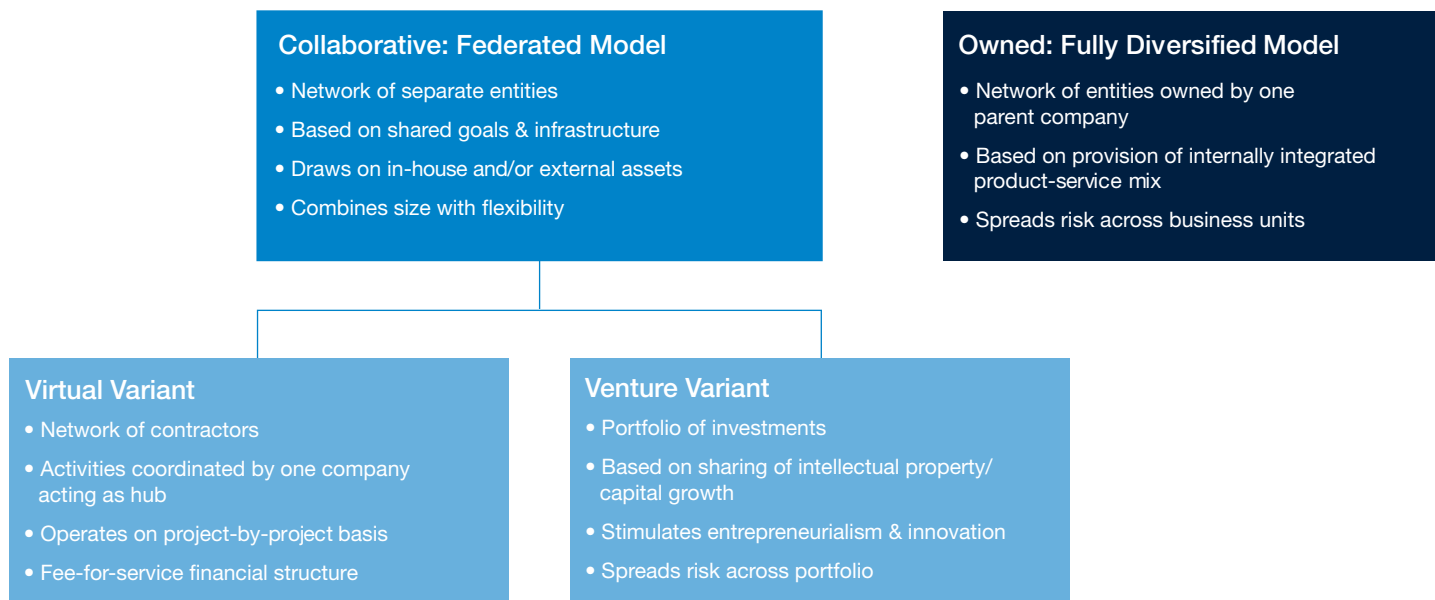 Collaborative: Federated Model
• Network of separate entities
• Based on shared goals & infrastructure
• Draws on in-house and/or external assets
• Combines size with flexibility
Owned: Fully Diversified Model
• Network of entities owned by one
parent company
• Based on provision of internally integrated
product-service mix
• Spreads risk across business units
Virtual Variant
• Network of contractors
• Activities coordinated by one company
acting as hub
• Operates on project-by-project basis
• Fee-for-service financial structure
Venture Variant
• Portfolio of investments
• Based on sharing of intellectual property/
capital growth
• Stimulates entrepreneurialism & innovation
• Spreads risk across portfolio